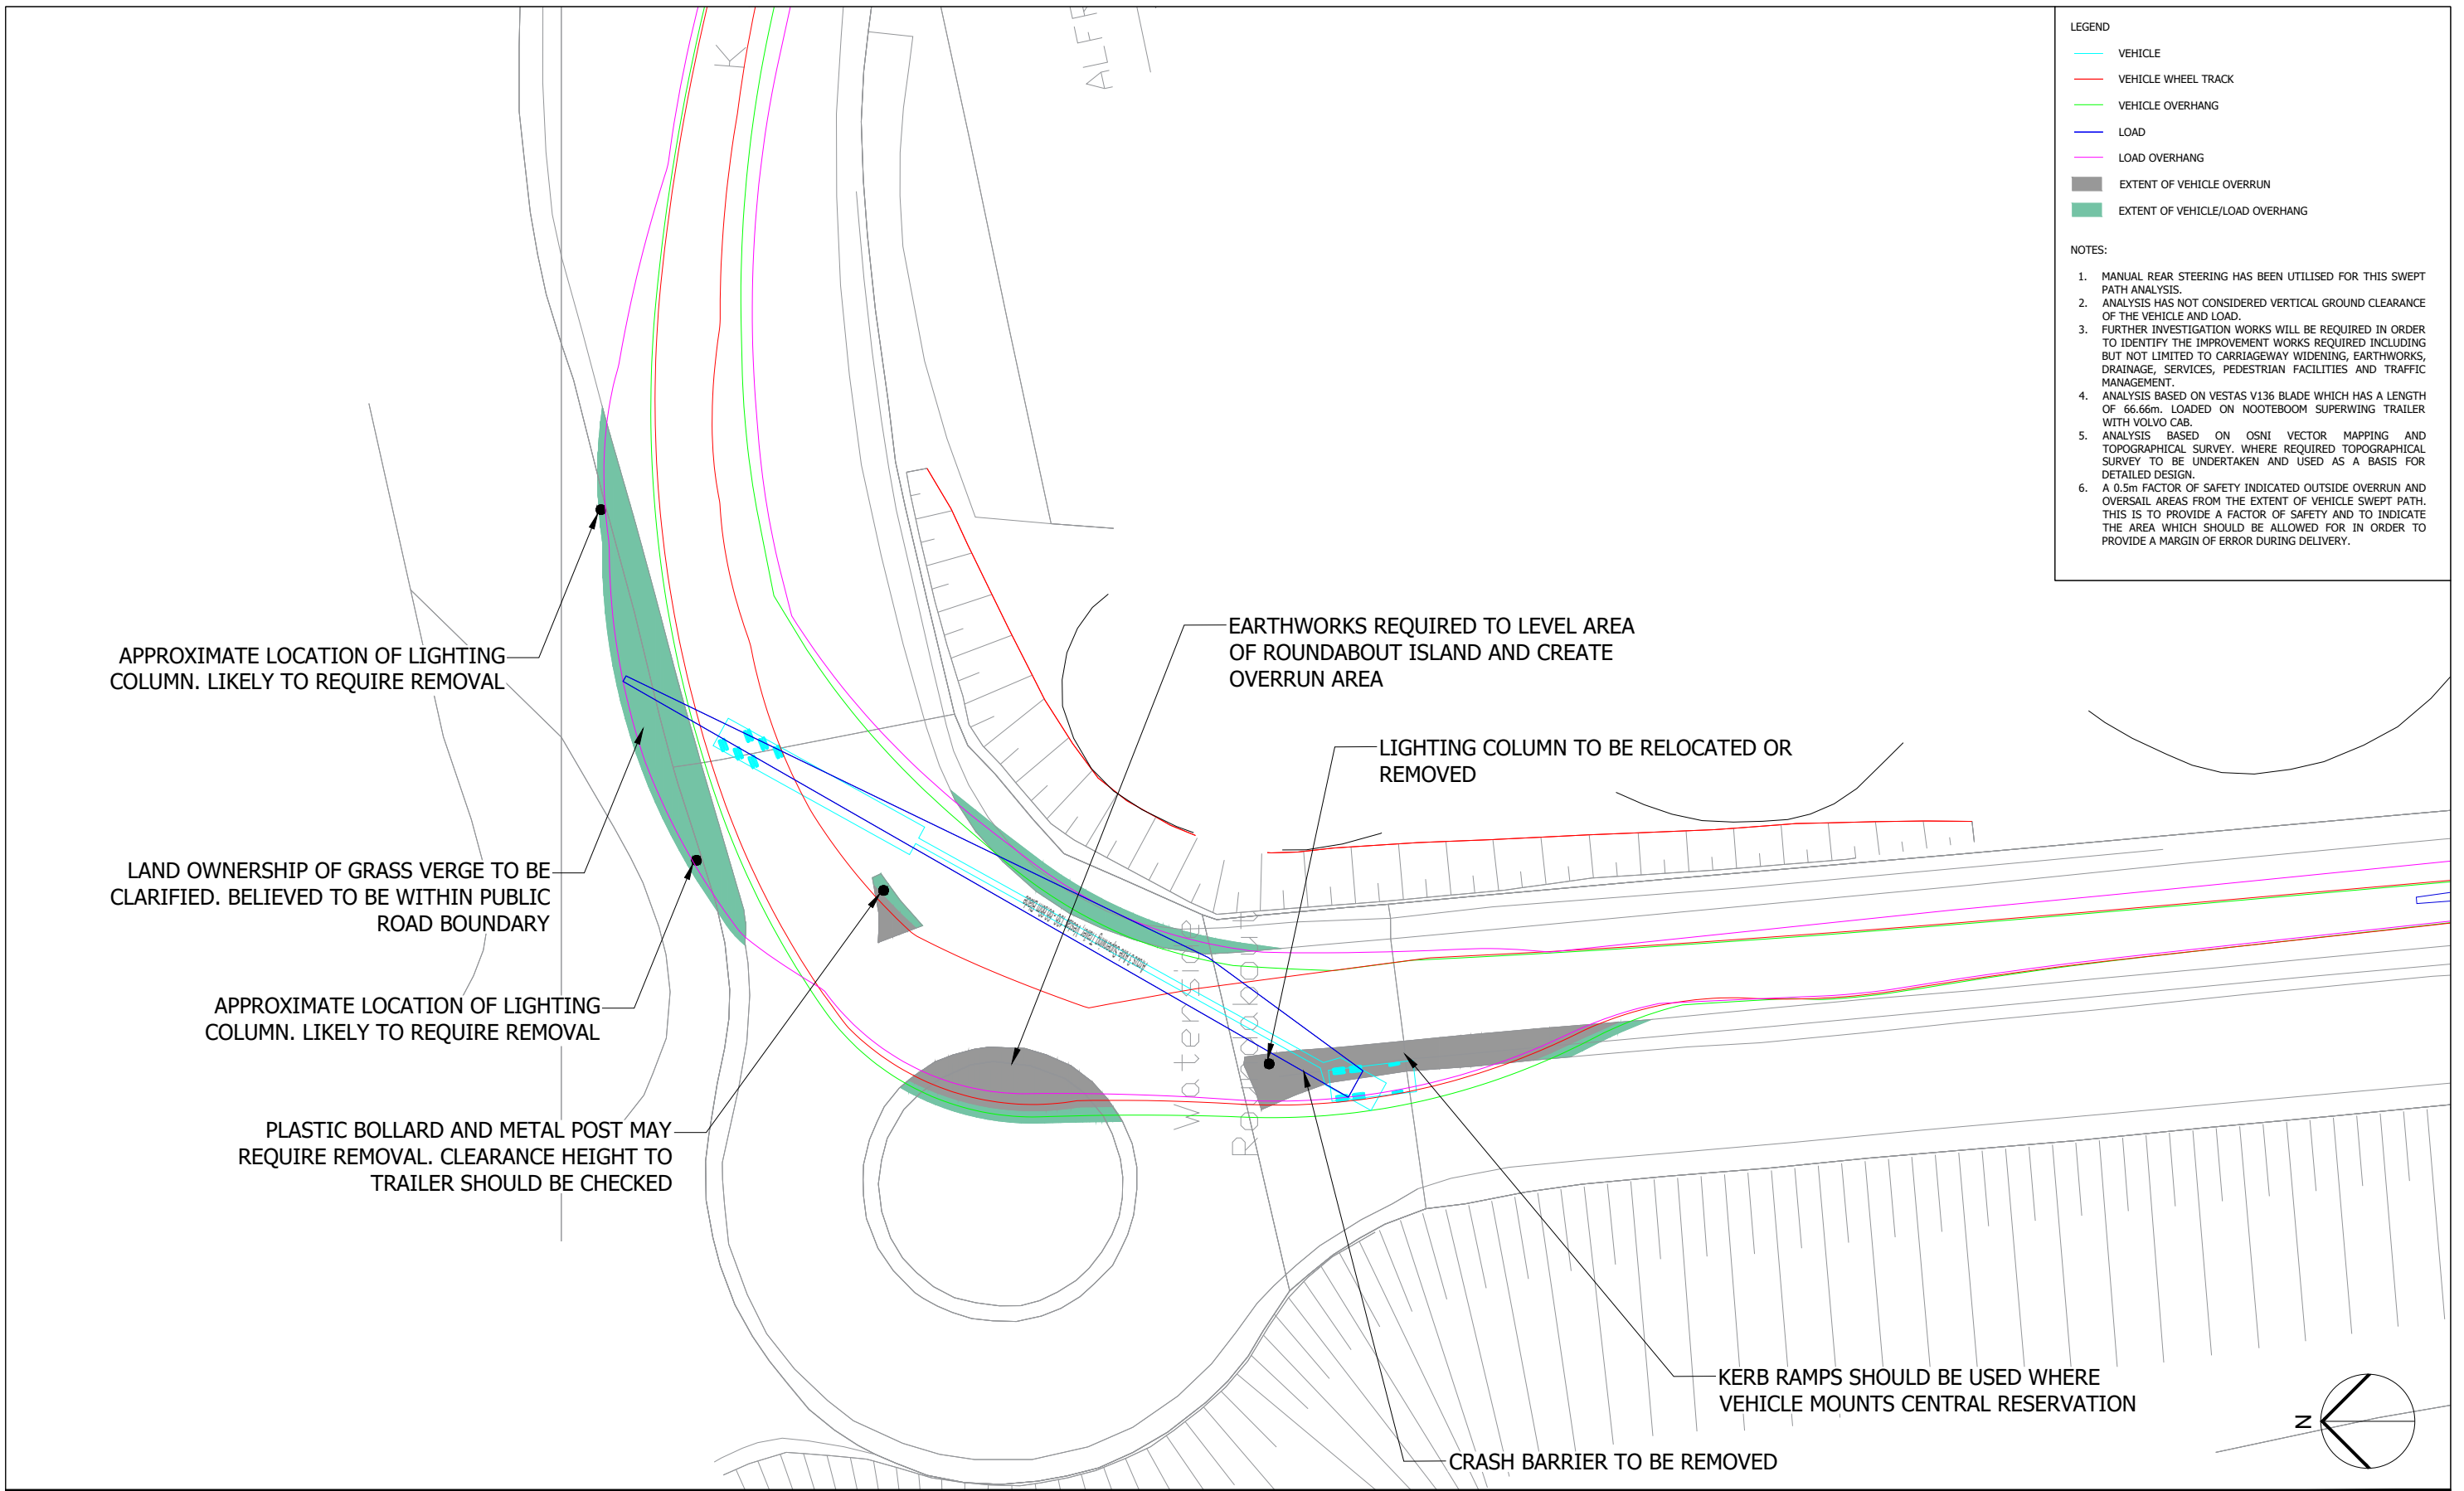 K
ALF
LEGEND
VEHICLE
VEHICLE WHEEL TRACK
VEHICLE OVERHANG
LOAD
LOAD OVERHANG
EXTENT OF VEHICLE OVERRUN
EXTENT OF VEHICLE/LOAD OVERHANG
NOTES:
1. MANUAL REAR STEERING HAS BEEN UTILISED FOR THIS SWEPT
PATH ANALYSIS.
2. ANALYSIS HAS NOT CONSIDERED VERTICAL GROUND CLEARANCE
OF THE VEHICLE AND LOAD.
3. FURTHER INVESTIGATION WORKS WILL BE REQUIRED IN ORDER
TO IDENTIFY THE IMPROVEMENT WORKS REQUIRED INCLUDING
BUT NOT LIMITED TO CARRIAGEWAY WIDENING, EARTHWORKS,
DRAINAGE, SERVICES, PEDESTRIAN FACILITIES AND TRAFFIC
MANAGEMENT.
4. ANALYSIS BASED ON VESTAS V136 BLADE WHICH HAS A LENGTH
OF 66.66m. LOADED ON NOOTEBOOM SUPERWING TRAILER
WITH VOLVO CAB.
5. ANALYSIS BASED ON OSNI VECTOR MAPPING AND
TOPOGRAPHICAL SURVEY. WHERE REQUIRED TOPOGRAPHICAL
SURVEY TO BE UNDERTAKEN AND USED AS A BASIS FOR
DETAILED DESIGN.
6. A 0.5m FACTOR OF SAFETY INDICATED OUTSIDE OVERRUN AND
OVERSAIL AREAS FROM THE EXTENT OF VEHICLE SWEPT PATH.
THIS IS TO PROVIDE A FACTOR OF SAFETY AND TO INDICATE
THE AREA WHICH SHOULD BE ALLOWED FOR IN ORDER TO
PROVIDE A MARGIN OF ERROR DURING DELIVERY.
APPROXIMATE LOCATION OF LIGHTING
COLUMN. LIKELY TO REQUIRE REMOVAL
EARTHWORKS REQUIRED TO LEVEL AREA
OF ROUNDABOUT ISLAND AND CREATE
OVERRUN AREA
LIGHTING COLUMN TO BE RELOCATED OR
REMOVED
LAND OWNERSHIP OF GRASS VERGE TO BE
CLARIFIED. BELIEVED TO BE WITHIN PUBLIC
ROAD BOUNDARY
Waterside
Roundabout
APPROXIMATE LOCATION OF LIGHTING
COLUMN. LIKELY TO REQUIRE REMOVAL
PLASTIC BOLLARD AND METAL POST MAY
REQUIRE REMOVAL. CLEARANCE HEIGHT TO
TRAILER SHOULD BE CHECKED
KERB RAMPS SHOULD BE USED WHERE
VEHICLE MOUNTS CENTRAL RESERVATION
CRASH BARRIER TO BE REMOVED
N